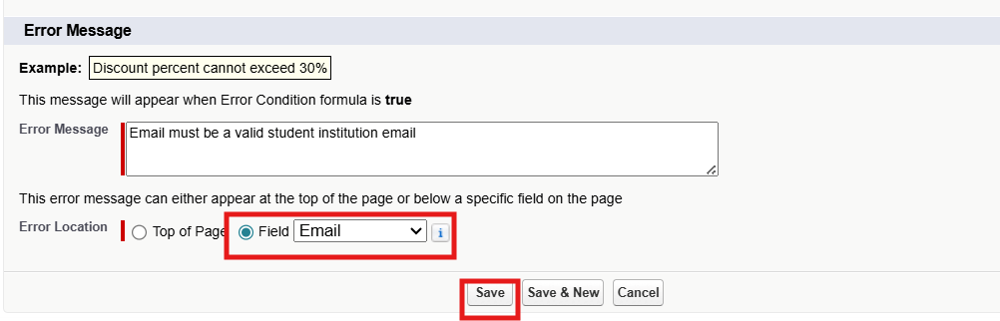 Error Message
Example: Discount percent cannot exceed 30%
This message will appear when Error Condition formula is true
Error Message Email must be a valid student institution email
This error message can either appear at the top of the page or below a specific field on the page
Error Location Top of Page Field Email i
Save Save & New Cancel